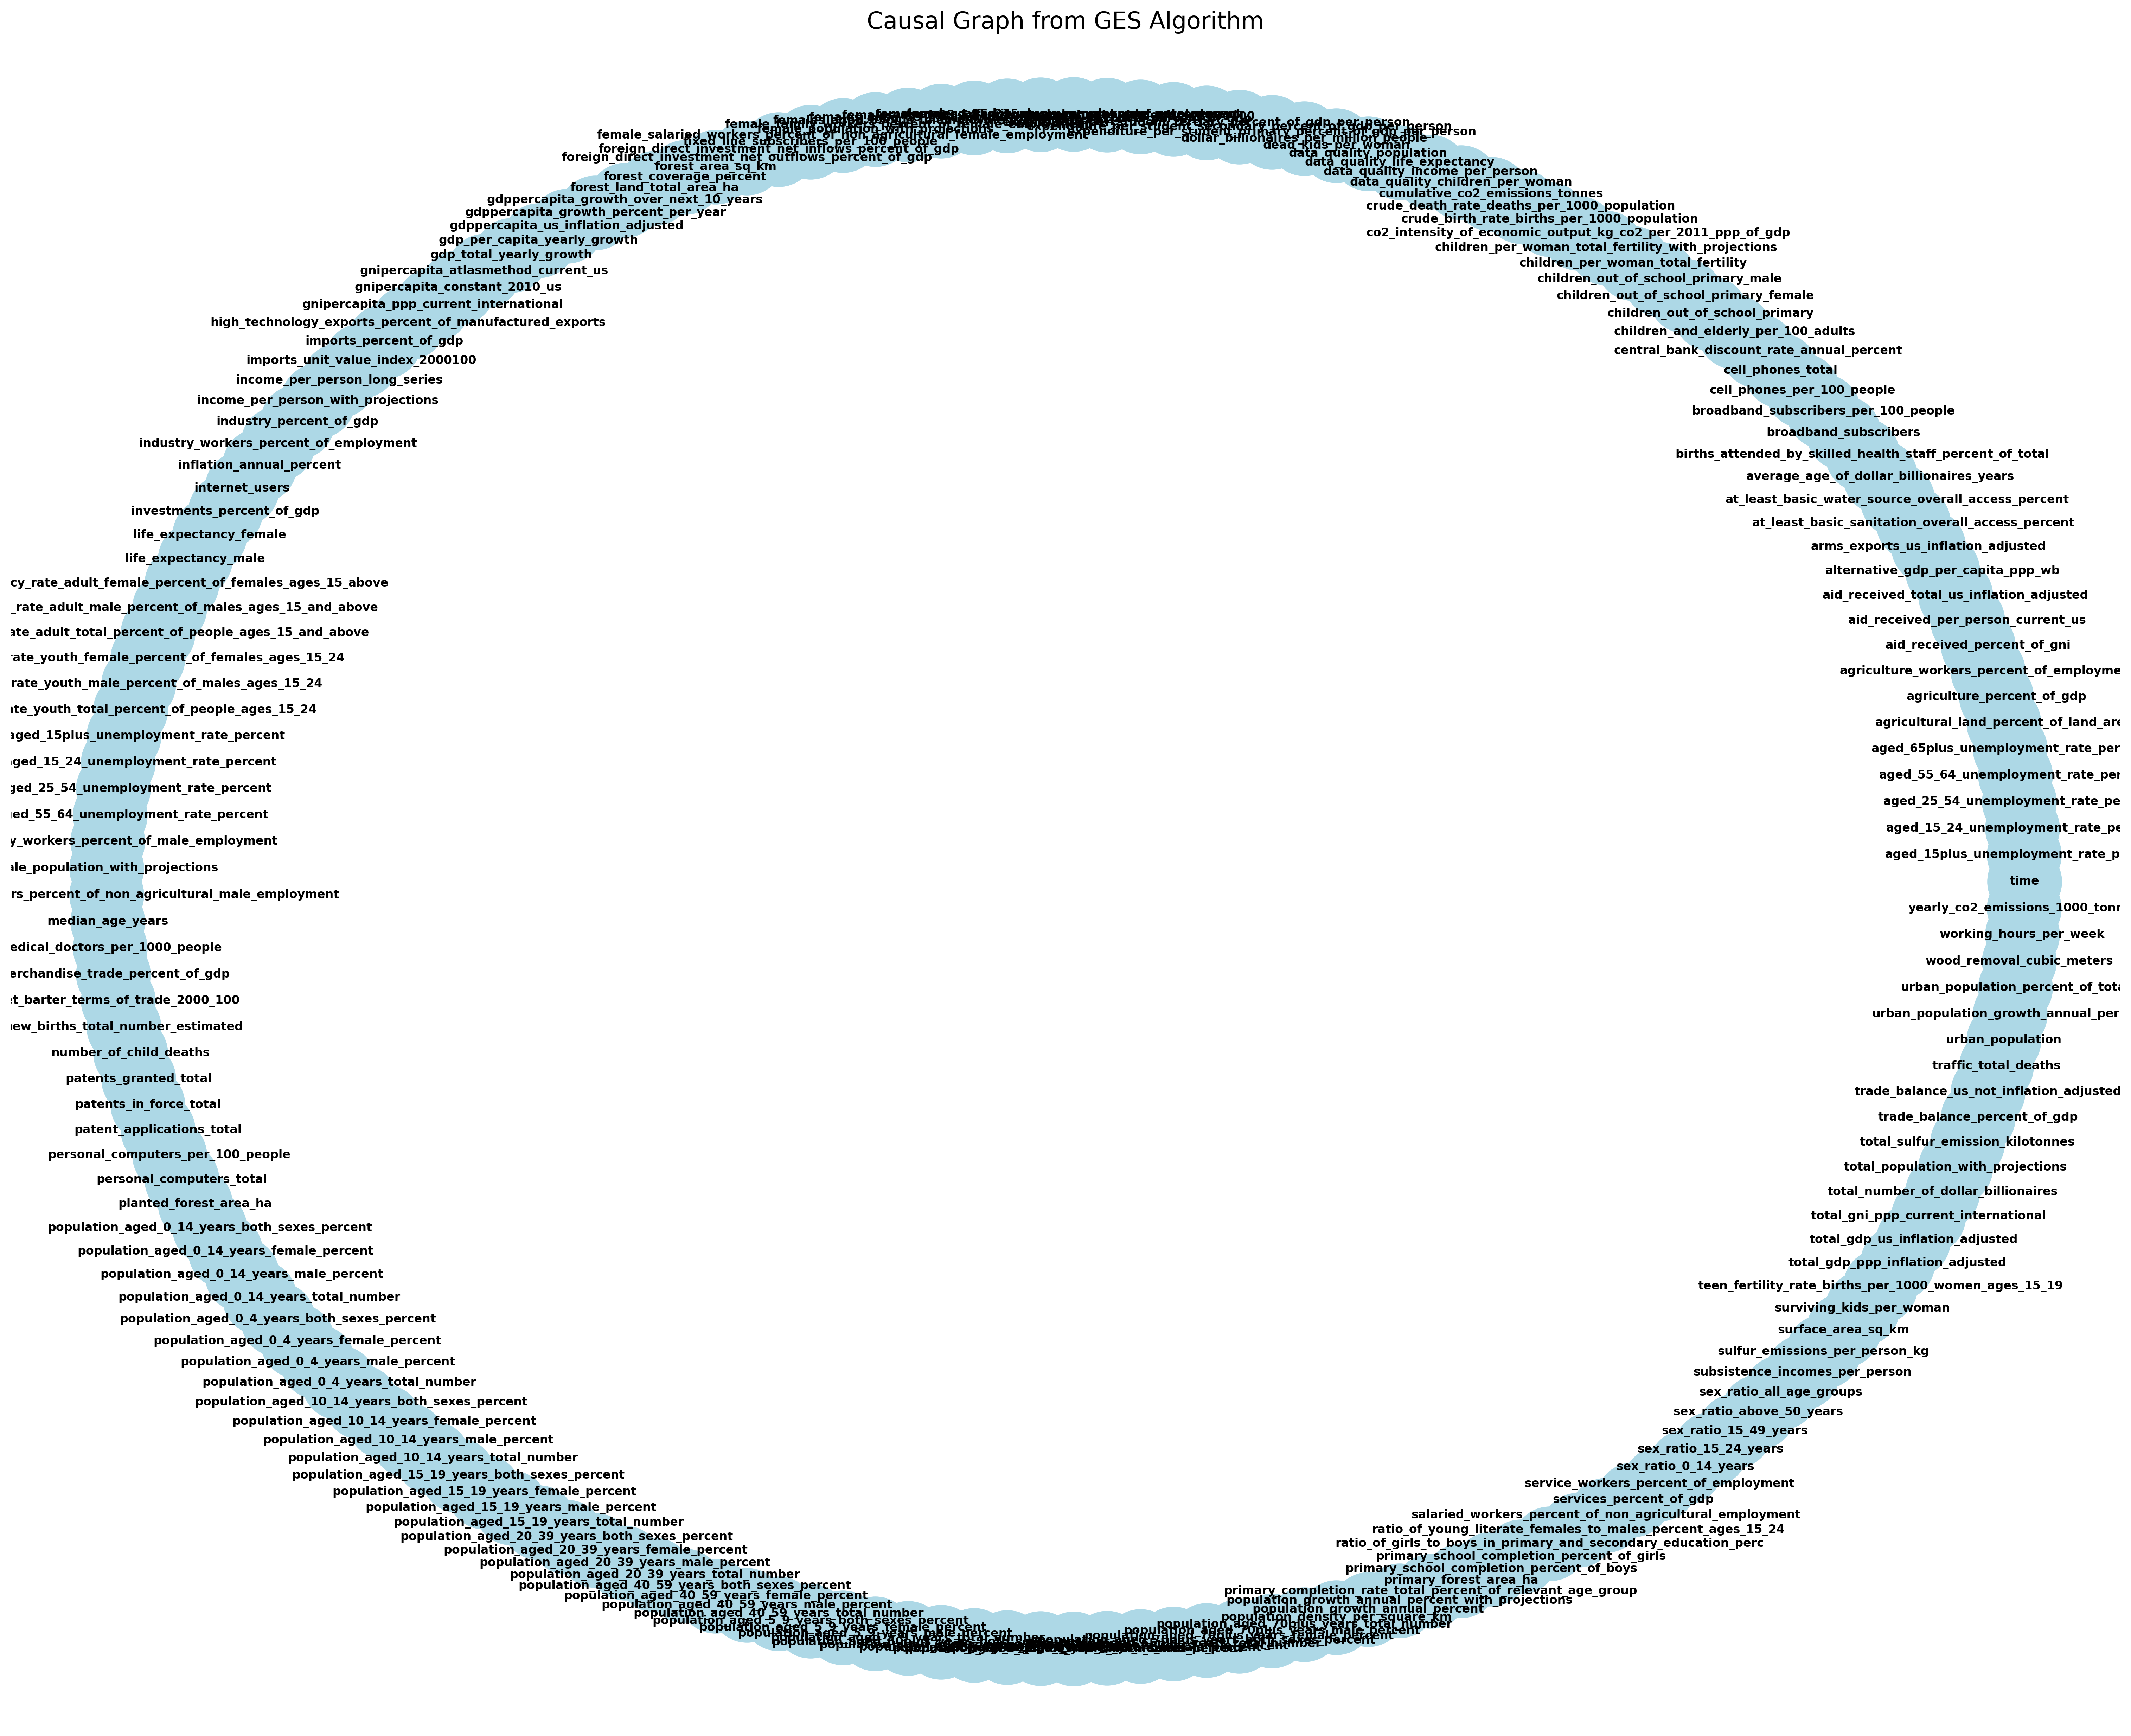 Causal Graph from GES Algorithm
female_salaried_workers_percent_of_non_agricultural_female_employment
fixed_line_subscribers_per_100_people
foreign_direct_investment_net_inflows_percent_of_gdp
foreign_direct_investment_net_outflows_percent_of_gdp
forest_area_sq_km
forest_coverage_percent
forest_land_total_area_ha
gdppercapita_growth_over_next_10_years
gdppercapita_growth_percent_per_year
gdppercapita_us_inflation_adjusted
gdp_per_capita_yearly_growth
gdp_total_yearly_growth
gnipercapita_atlasmethod_current_us
gnipercapita_constant_2010_us
gnipercapita_ppp_current_international
high_technology_exports_percent_of_manufactured_exports
imports_percent_of_gdp
imports_unit_value_index_2000100
income_per_person_long_series
income_per_person_with_projections
industry_percent_of_gdp
industry_workers_percent_of_employment
inflation_annual_percent
internet_users
investments_percent_of_gdp
life_expectancy_female
life_expectancy_male
cy_rate_adult_female_percent_of_females_ages_15_above
_rate_adult_male_percent_of_males_ages_15_and_above
ate_adult_total_percent_of_people_ages_15_and_above
rate_youth_female_percent_of_females_ages_15_24
rate_youth_male_percent_of_males_ages_15_24
ate_youth_total_percent_of_people_ages_15_24
aged_15plus_unemployment_rate_percent
aged_15_24_unemployment_rate_percent
ged_25_54_unemployment_rate_percent
ed_55_64_unemployment_rate_percent
y_workers_percent_of_male_employment
ale_population_with_projections
rs_percent_of_non_agricultural_male_employment
median_age_years
edical_doctors_per_1000_people
erchandise_trade_percent_of_gdp
et_barter_terms_of_trade_2000_100
new_births_total_number_estimated
number_of_child_deaths
patents_granted_total
patents_in_force_total
patent_applications_total
personal_computers_per_100_people
personal_computers_total
planted_forest_area_ha
population_aged_0_14_years_both_sexes_percent
population_aged_0_14_years_female_percent
population_aged_0_14_years_male_percent
population_aged_0_14_years_total_number
population_aged_0_4_years_both_sexes_percent
population_aged_0_4_years_female_percent
population_aged_0_4_years_male_percent
population_aged_0_4_years_total_number
population_aged_10_14_years_both_sexes_percent
population_aged_10_14_years_female_percent
population_aged_10_14_years_male_percent
population_aged_10_14_years_total_number
population_aged_15_19_years_both_sexes_percent
population_aged_15_19_years_female_percent
population_aged_15_19_years_male_percent
population_aged_15_19_years_total_number
population_aged_20_39_years_both_sexes_percent
population_aged_20_39_years_female_percent
population_aged_20_39_years_male_percent
population_aged_20_39_years_total_number
population_aged_40_59_years_both_sexes_percent
population_aged_40_59_years_female_percent
population_aged_40_59_years_male_percent
population_aged_40_59_years_total_number
population_aged_5_9_years_both_sexes_percent
population_aged_5_9_years_female_percent
population_aged_5_9_years_male_percent
expenditure_per_student_primary_percent_of_gdp_per_person
dollar_billionaires_per_million_people
dead_kids_per_woman
data_quality_population
data_quality_life_expectancy
data_quality_income_per_person
data_quality_children_per_woman
cumulative_co2_emissions_tonnes
crude_death_rate_deaths_per_1000_population
crude_birth_rate_births_per_1000_population
co2_intensity_of_economic_output_kg_co2_per_2011_ppp_of_gdp
children_per_woman_total_fertility_with_projections
children_per_woman_total_fertility
children_out_of_school_primary_male
children_out_of_school_primary_female
children_out_of_school_primary
children_and_elderly_per_100_adults
central_bank_discount_rate_annual_percent
cell_phones_total
cell_phones_per_100_people
broadband_subscribers_per_100_people
broadband_subscribers
births_attended_by_skilled_health_staff_percent_of_total
average_age_of_dollar_billionaires_years
at_least_basic_water_source_overall_access_percent
at_least_basic_sanitation_overall_access_percent
arms_exports_us_inflation_adjusted
alternative_gdp_per_capita_ppp_wb
aid_received_total_us_inflation_adjusted
aid_received_per_person_current_us
aid_received_percent_of_gni
agriculture_workers_percent_of_employme
agriculture_percent_of_gdp
agricultural_land_percent_of_land_are
aged_65plus_unemployment_rate_per
aged_55_64_unemployment_rate_per
aged_25_54_unemployment_rate_pe
aged_15_24_unemployment_rate_pe
aged_15plus_unemployment_rate_p
time
yearly_co2_emissions_1000_tonn
working_hours_per_week
wood_removal_cubic_meters
urban_population_percent_of_tota
urban_population_growth_annual_perc
urban_population
traffic_total_deaths
trade_balance_us_not_inflation_adjusted
trade_balance_percent_of_gdp
total_sulfur_emission_kilotonnes
total_population_with_projections
total_number_of_dollar_billionaires
total_gni_ppp_current_international
total_gdp_us_inflation_adjusted
total_gdp_ppp_inflation_adjusted
teen_fertility_rate_births_per_1000_women_ages_15_19
surviving_kids_per_woman
surface_area_sq_km
sulfur_emissions_per_person_kg
subsistence_incomes_per_person
sex_ratio_all_age_groups
sex_ratio_above_50_years
sex_ratio_15_49_years
sex_ratio_15_24_years
sex_ratio_0_14_years
service_workers_percent_of_employment
services_percent_of_gdp
salaried_workers_percent_of_non_agricultural_employment
ratio_of_young_literate_females_to_males_percent_ages_15_24
ratio_of_girls_to_boys_in_primary_and_secondary_education_perc
primary_school_completion_percent_of_girls
primary_school_completion_percent_of_boys
primary_forest_area_ha
primary_completion_rate_total_percent_of_relevant_age_group
population_growth_annual_percent_with_projections
population_growth_annual_percent
population_density_per_square_km
population_aged_70plus_years_total_number
population_aged_70plus_years_male_percent
population_aged_70plus_years_female_percent